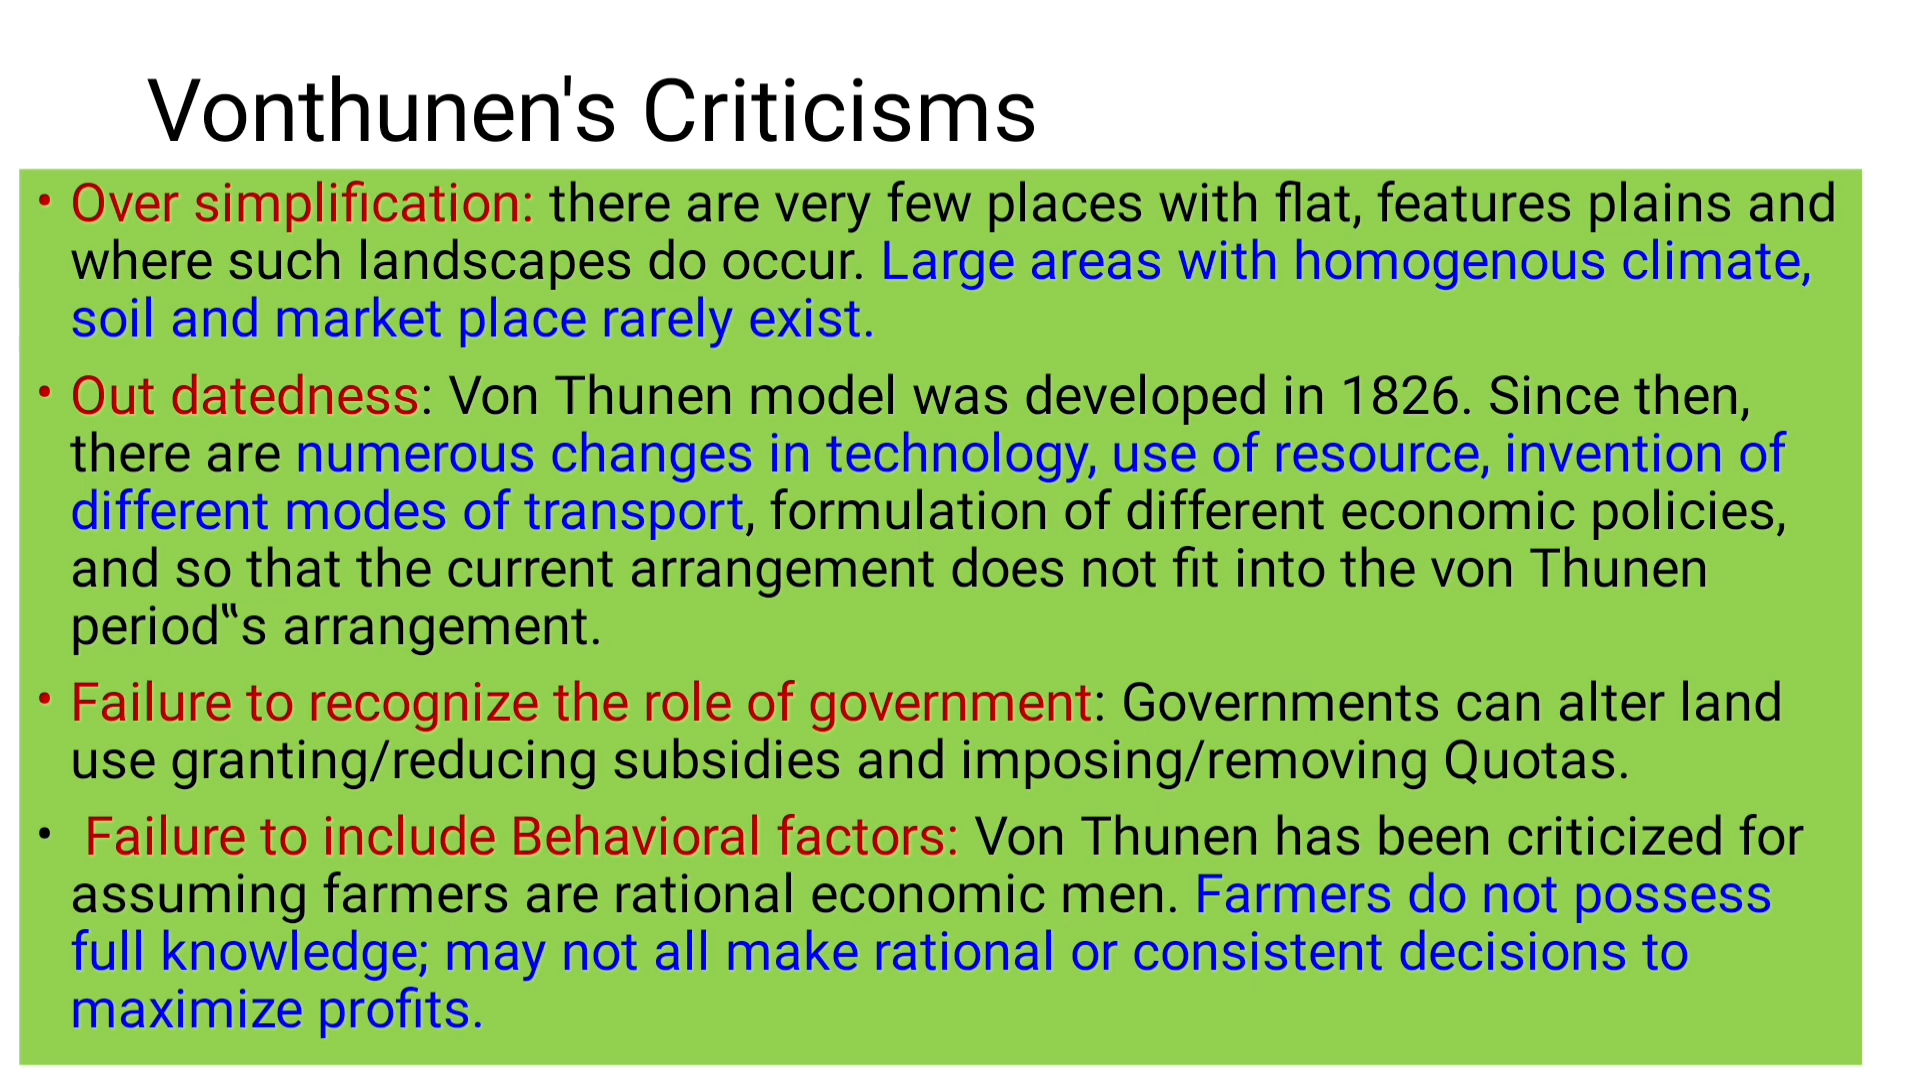 Vonthunen's Criticisms
• Over simplification: there are very few places with flat, features plains and
where such landscapes do occur. Large areas with homogenous climate,
soil and market place rarely exist.
• Out datedness: Von Thunen model was developed in 1826. Since then,
there are numerous changes in technology, use of resource, invention of
different modes of transport, formulation of different economic policies,
and so that the current arrangement does not fit into the von Thunen
period‟s arrangement.
• Failure to recognize the role of government: Governments can alter land
use granting/reducing subsidies and imposing/removing Quotas.
• Failure to include Behavioral factors: Von Thunen has been criticized for
assuming farmers are rational economic men. Farmers do not possess
full knowledge; may not all make rational or consistent decisions to
maximize profits.